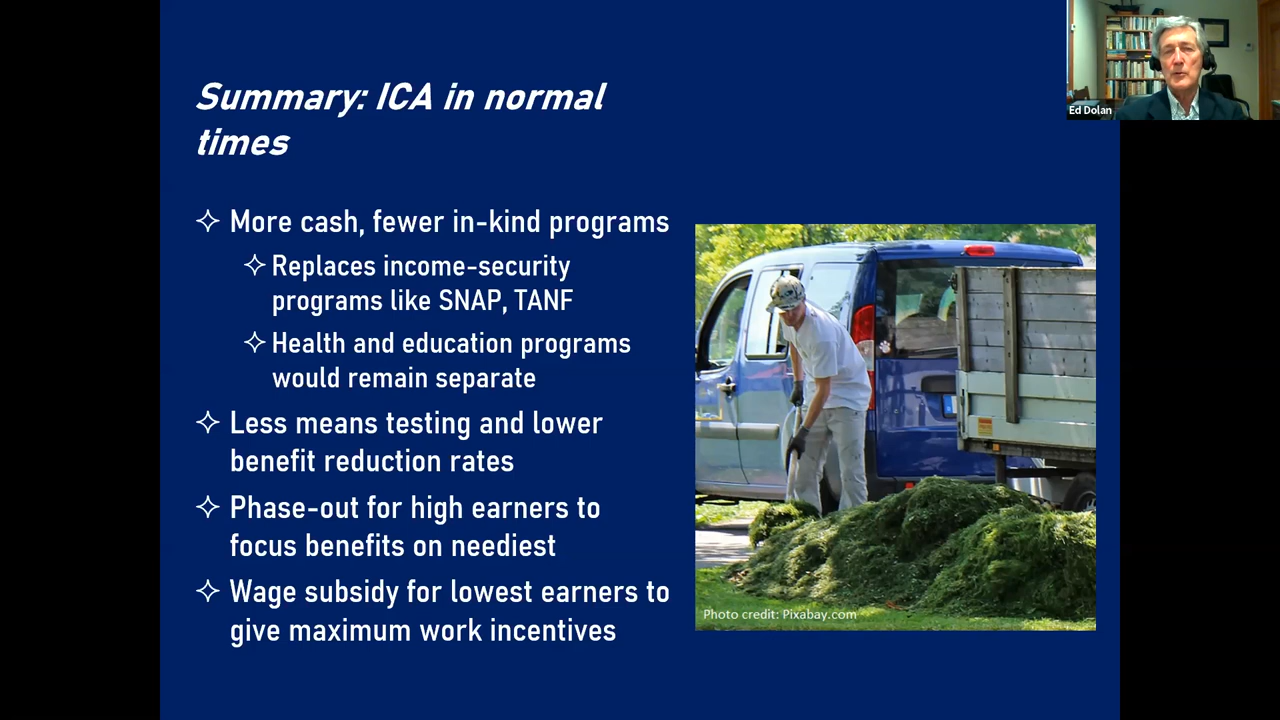 Summary: ICA in normal
times
More cash, fewer in-kind programs
Replaces income-security
programs like SNAP, TANF
Health and education programs
would remain separate
Less means testing and lower
benefit reduction rates
Phase-out for high earners to
focus benefits on neediest
Wage subsidy for lowest earners to
give maximum work incentives
Photo credit: Pixabay.com
Ed Dolan